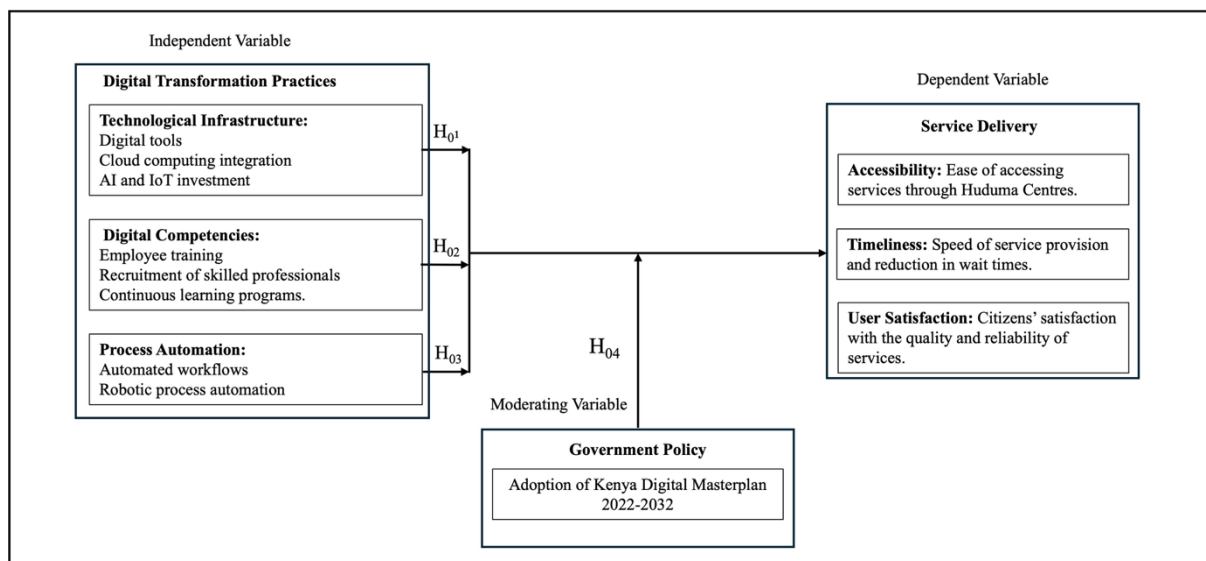 Independent Variable
Digital Transformation Practices
Technological Infrastructure:
Digital tools
Cloud computing integration
AI and IoT investment
H₀¹
Digital Competencies:
Employee training
Recruitment of skilled professionals
Continuous learning programs.
H₀₂
Process Automation:
Automated workflows
Robotic process automation
H₀₃
Dependent Variable
Service Delivery
Accessibility: Ease of accessing
services through Huduma Centres.
Timeliness: Speed of service provision
and reduction in wait times.
User Satisfaction: Citizens’ satisfaction
with the quality and reliability of
services.
H₀₄
Moderating Variable
Government Policy
Adoption of Kenya Digital Masterplan
2022-2032